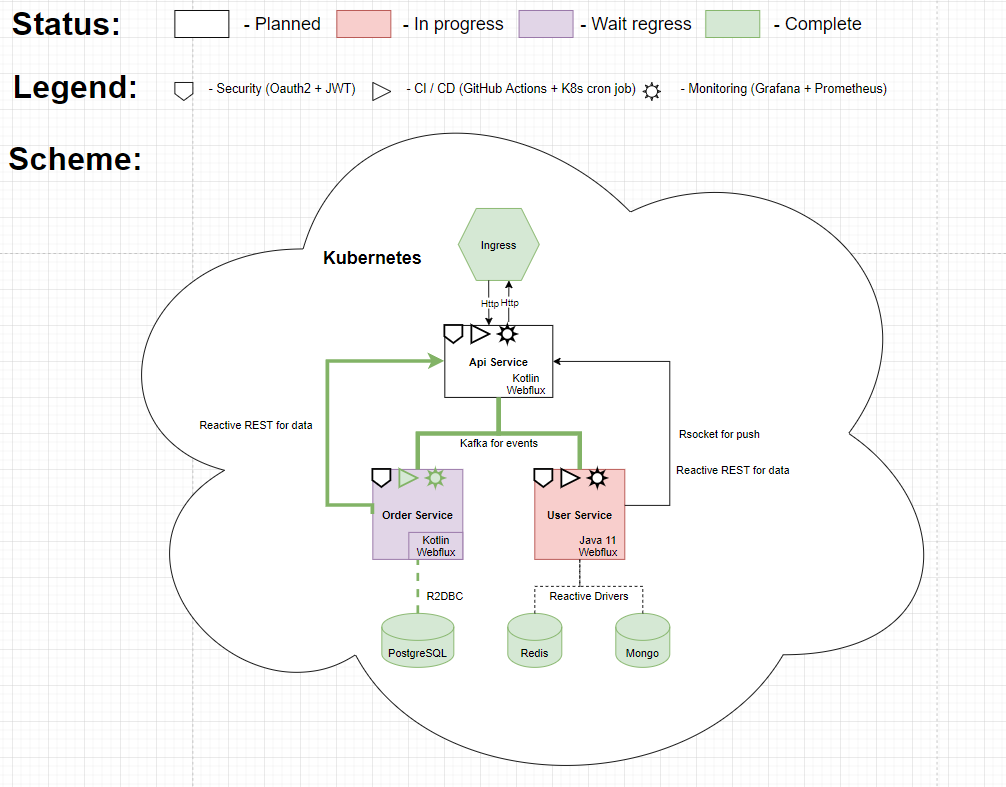 Status: - Planned - In progress - Wait regress - Complete
Legend: - Security (Oauth2 + JWT) - CI / CD (GitHub Actions + K8s cron job) - Monitoring (Grafana + Prometheus)
Scheme:
Ingress
Kubernetes
Http Http
Api Service
Kotlin
Webflux
Reactive REST for data
Kafka for events
Rsocket for push
Reactive REST for data
Order Service
Kotlin
Webflux
User Service
Java 11
Webflux
R2DBC
Reactive Drivers
PostgreSQL
Redis
Mongo